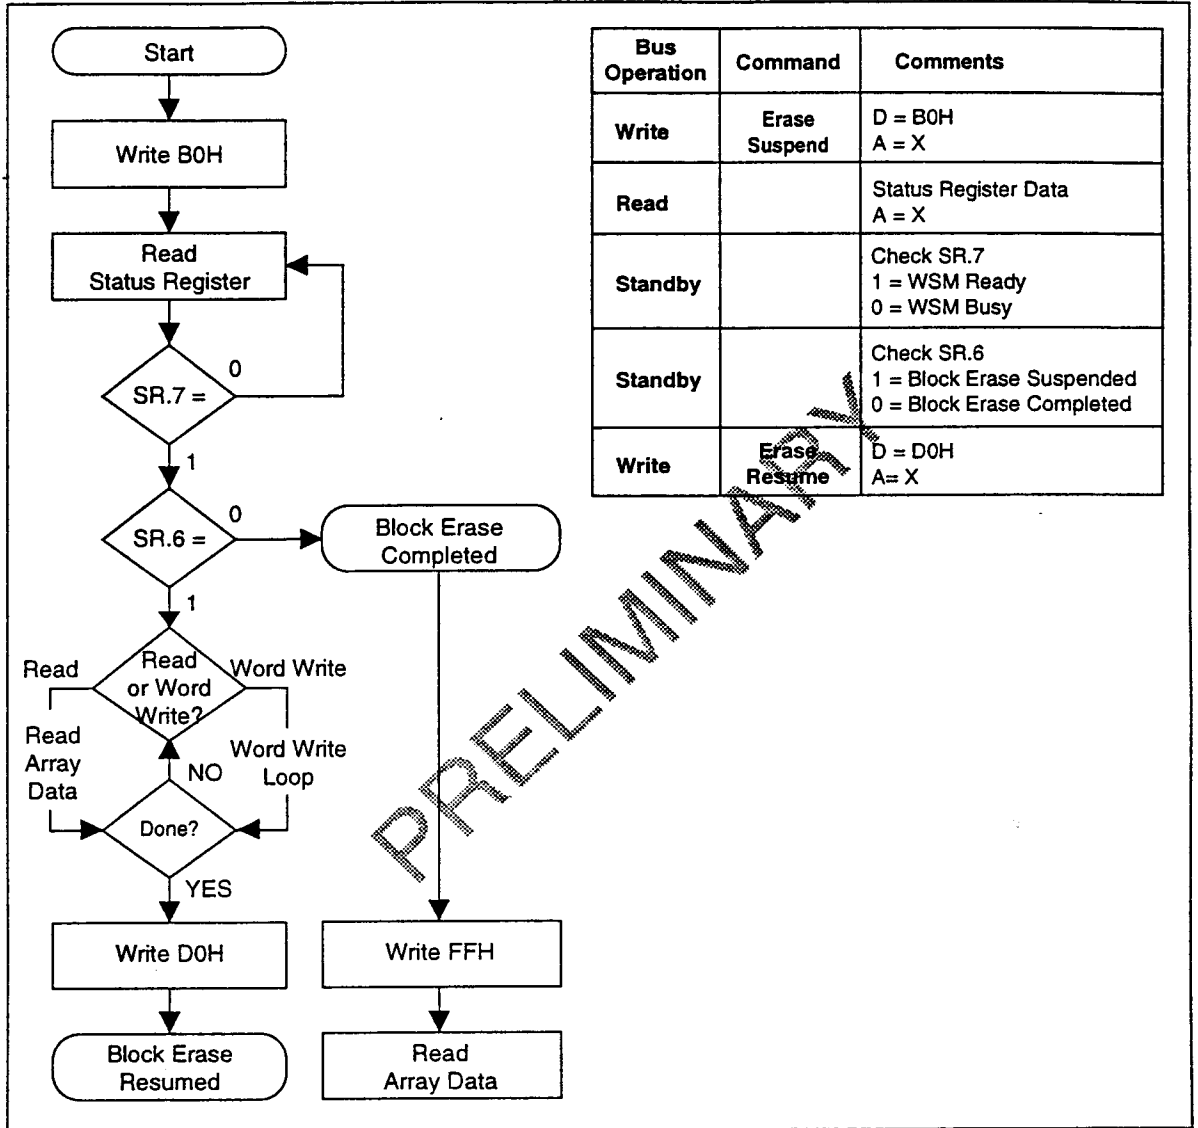 Start
Write B0H
Read
Status Register
SR.7 =
0
1
SR.6 =
0
1
Block Erase
Completed
Read
or Word
Write?
Read
Word Write
Read
Array
Data
Word Write
Loop
NO
Done?
YES
Write D0H
Write FFH
Block Erase
Resumed
Read
Array Data
Bus
Operation
Command
Comments
Write
Erase
Suspend
D = B0H
A = X
Read
Status Register Data
A = X
Standby
Check SR.7
1 = WSM Ready
0 = WSM Busy
Standby
Check SR.6
1 = Block Erase Suspended
0 = Block Erase Completed
Write
Erase
Resume
D = D0H
A= X
PRELIMINARY